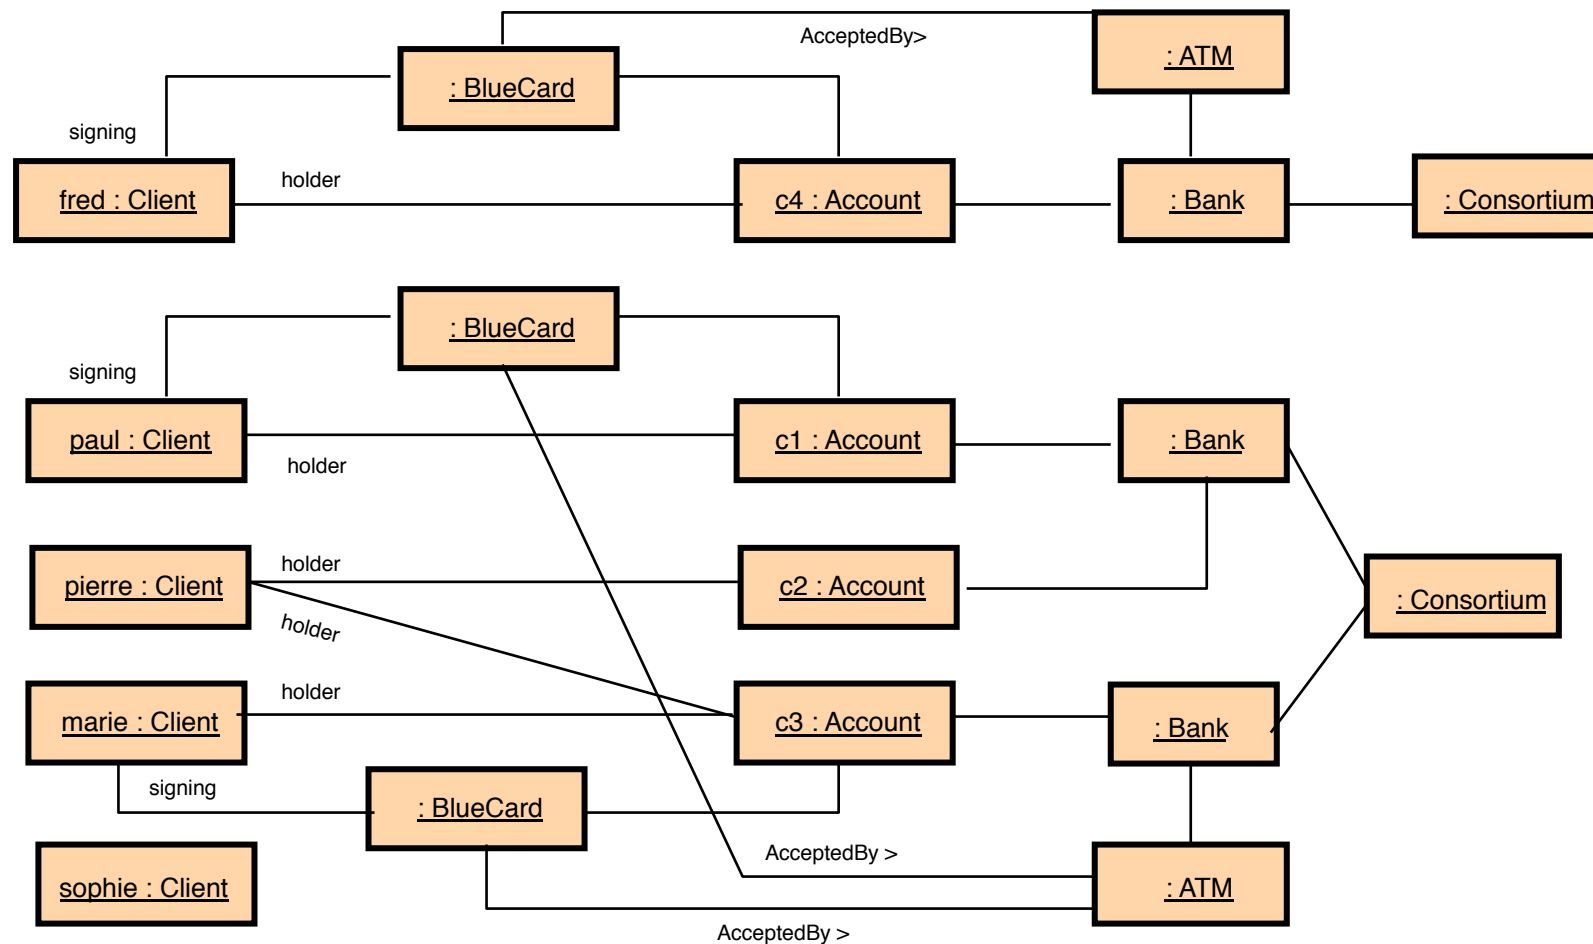 AcceptedBy>
: ATM
: BlueCard
signing
holder
fred : Client
c4 : Account
: Bank
: Consortium
: BlueCard
signing
paul : Client
holder
c1 : Account
: Bank
holder
pierre : Client
c2 : Account
: Consortium
holder
holder
marie : Client
c3 : Account
: Bank
signing
: BlueCard
AcceptedBy >
sophie : Client
: ATM
AcceptedBy >